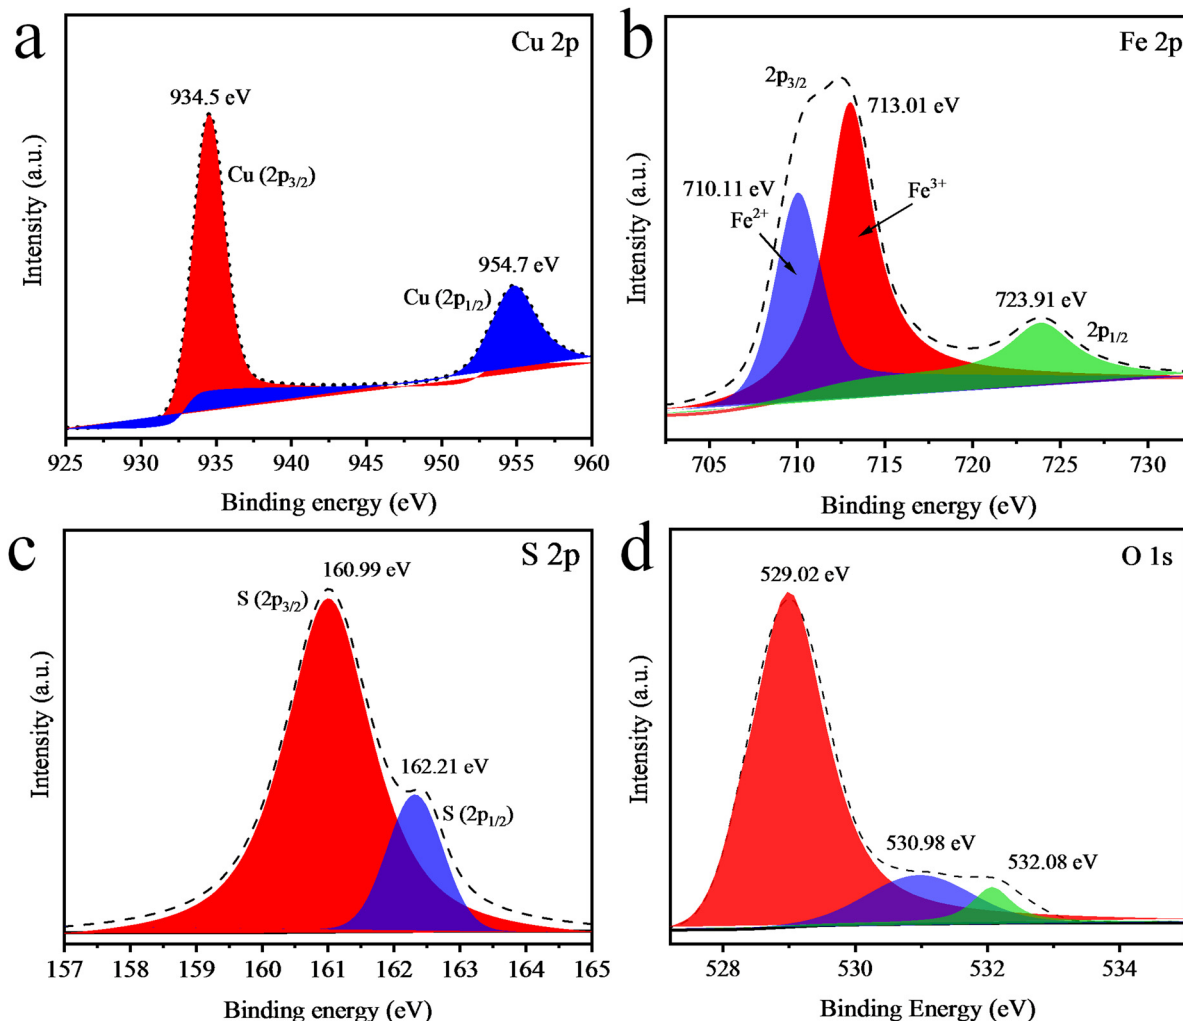 a
Cu 2p
934.5 eV
Cu (2p3/2)
954.7 eV
Cu (2p1/2)
Intensity (a.u.)
925 930 935 940 945 950 955 960
Binding energy (eV)
b
Fe 2p
2p3/2
713.01 eV
710.11 eV
Fe3+
Fe2+
723.91 eV
2p1/2
Intensity (a.u.)
705 710 715 720 725 730
Binding energy (eV)
c
S 2p
160.99 eV
S (2p3/2)
162.21 eV
S (2p1/2)
Intensity (a.u.)
157 158 159 160 161 162 163 164 165
Binding energy (eV)
d
O 1s
529.02 eV
530.98 eV
532.08 eV
Intensity (a.u.)
528 530 532 534
Binding Energy (eV)